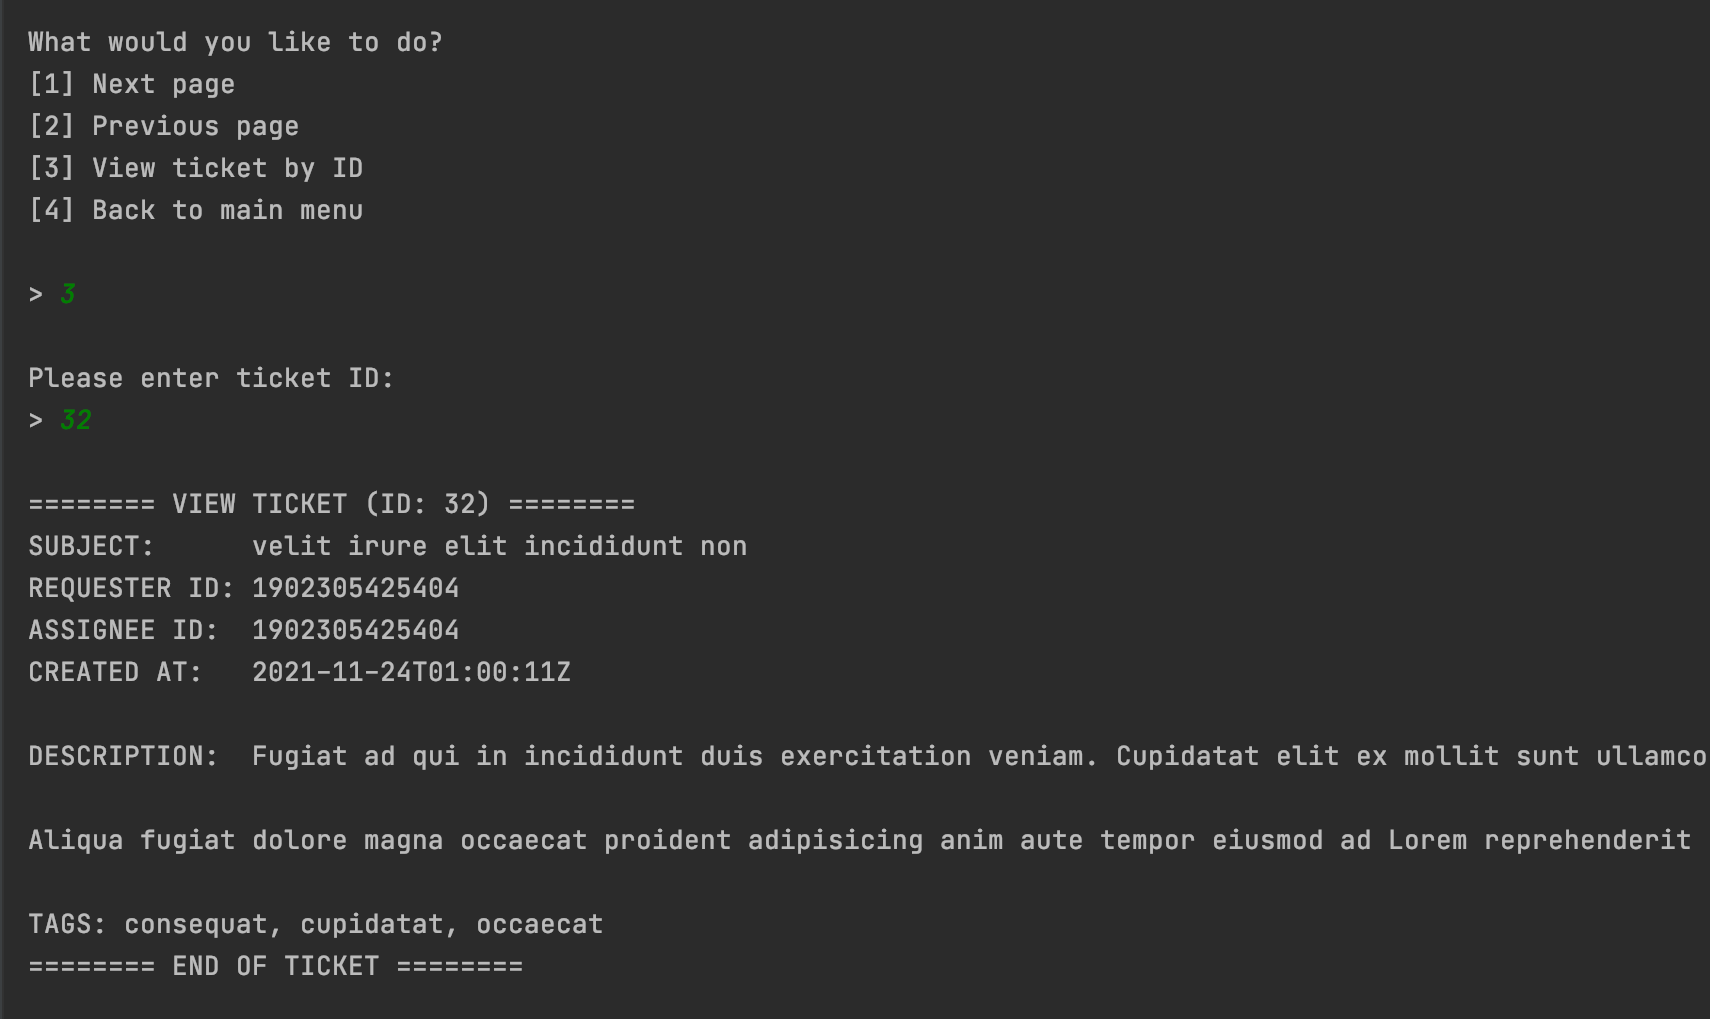 What would you like to do?
[1] Next page
[2] Previous page
[3] View ticket by ID
[4] Back to main menu
> 3
Please enter ticket ID:
> 32
======== VIEW TICKET (ID: 32) ========
SUBJECT:      velit irure elit incididunt non
REQUESTER ID: 1902305425404
ASSIGNEE ID:  1902305425404
CREATED AT:   2021-11-24T01:00:11Z
DESCRIPTION:  Fugiat ad qui in incididunt duis exercitation veniam. Cupidatat elit ex mollit sunt ullamco
Aliqua fugiat dolore magna occaecat proident adipisicing anim aute tempor eiusmod ad Lorem reprehenderit
TAGS: consequat, cupidatat, occaecat
======== END OF TICKET ========